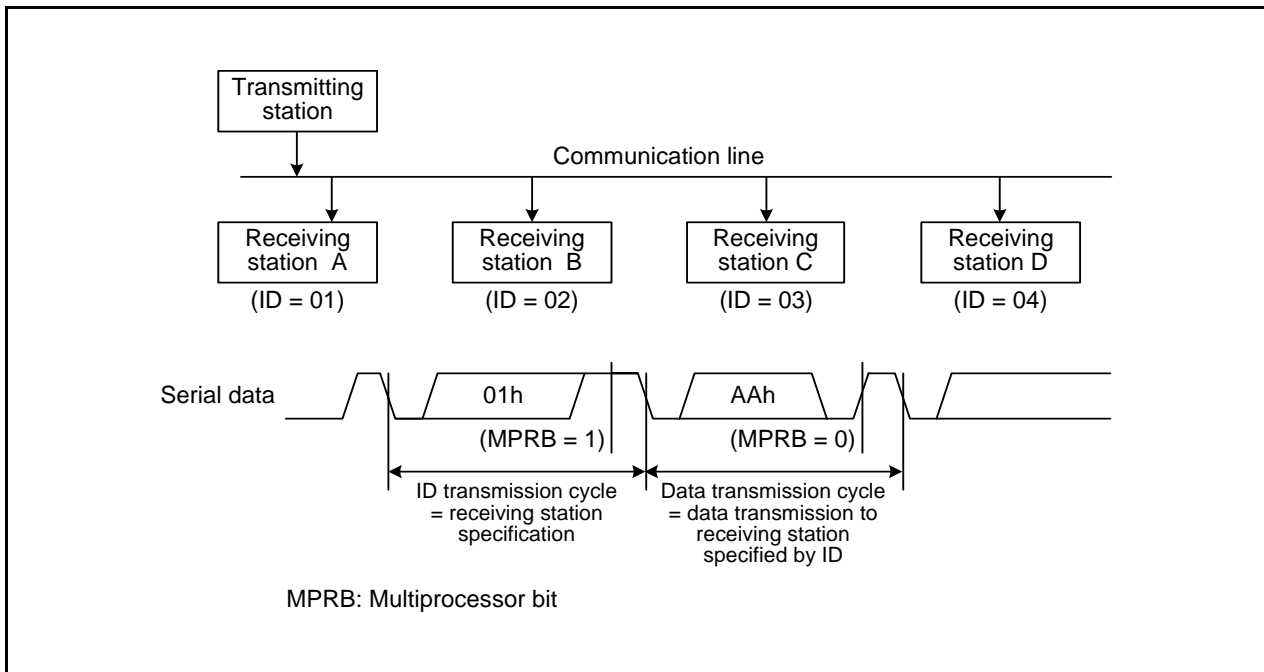 Transmitting
station
Communication line
Receiving
station A
(ID = 01)
Receiving
station B
(ID = 02)
Receiving
station C
(ID = 03)
Receiving
station D
(ID = 04)
Serial data
01h
AAh
(MPRB = 1)
(MPRB = 0)
ID transmission cycle
= receiving station
specification
Data transmission cycle
= data transmission to
receiving station
specified by ID
MPRB: Multiprocessor bit